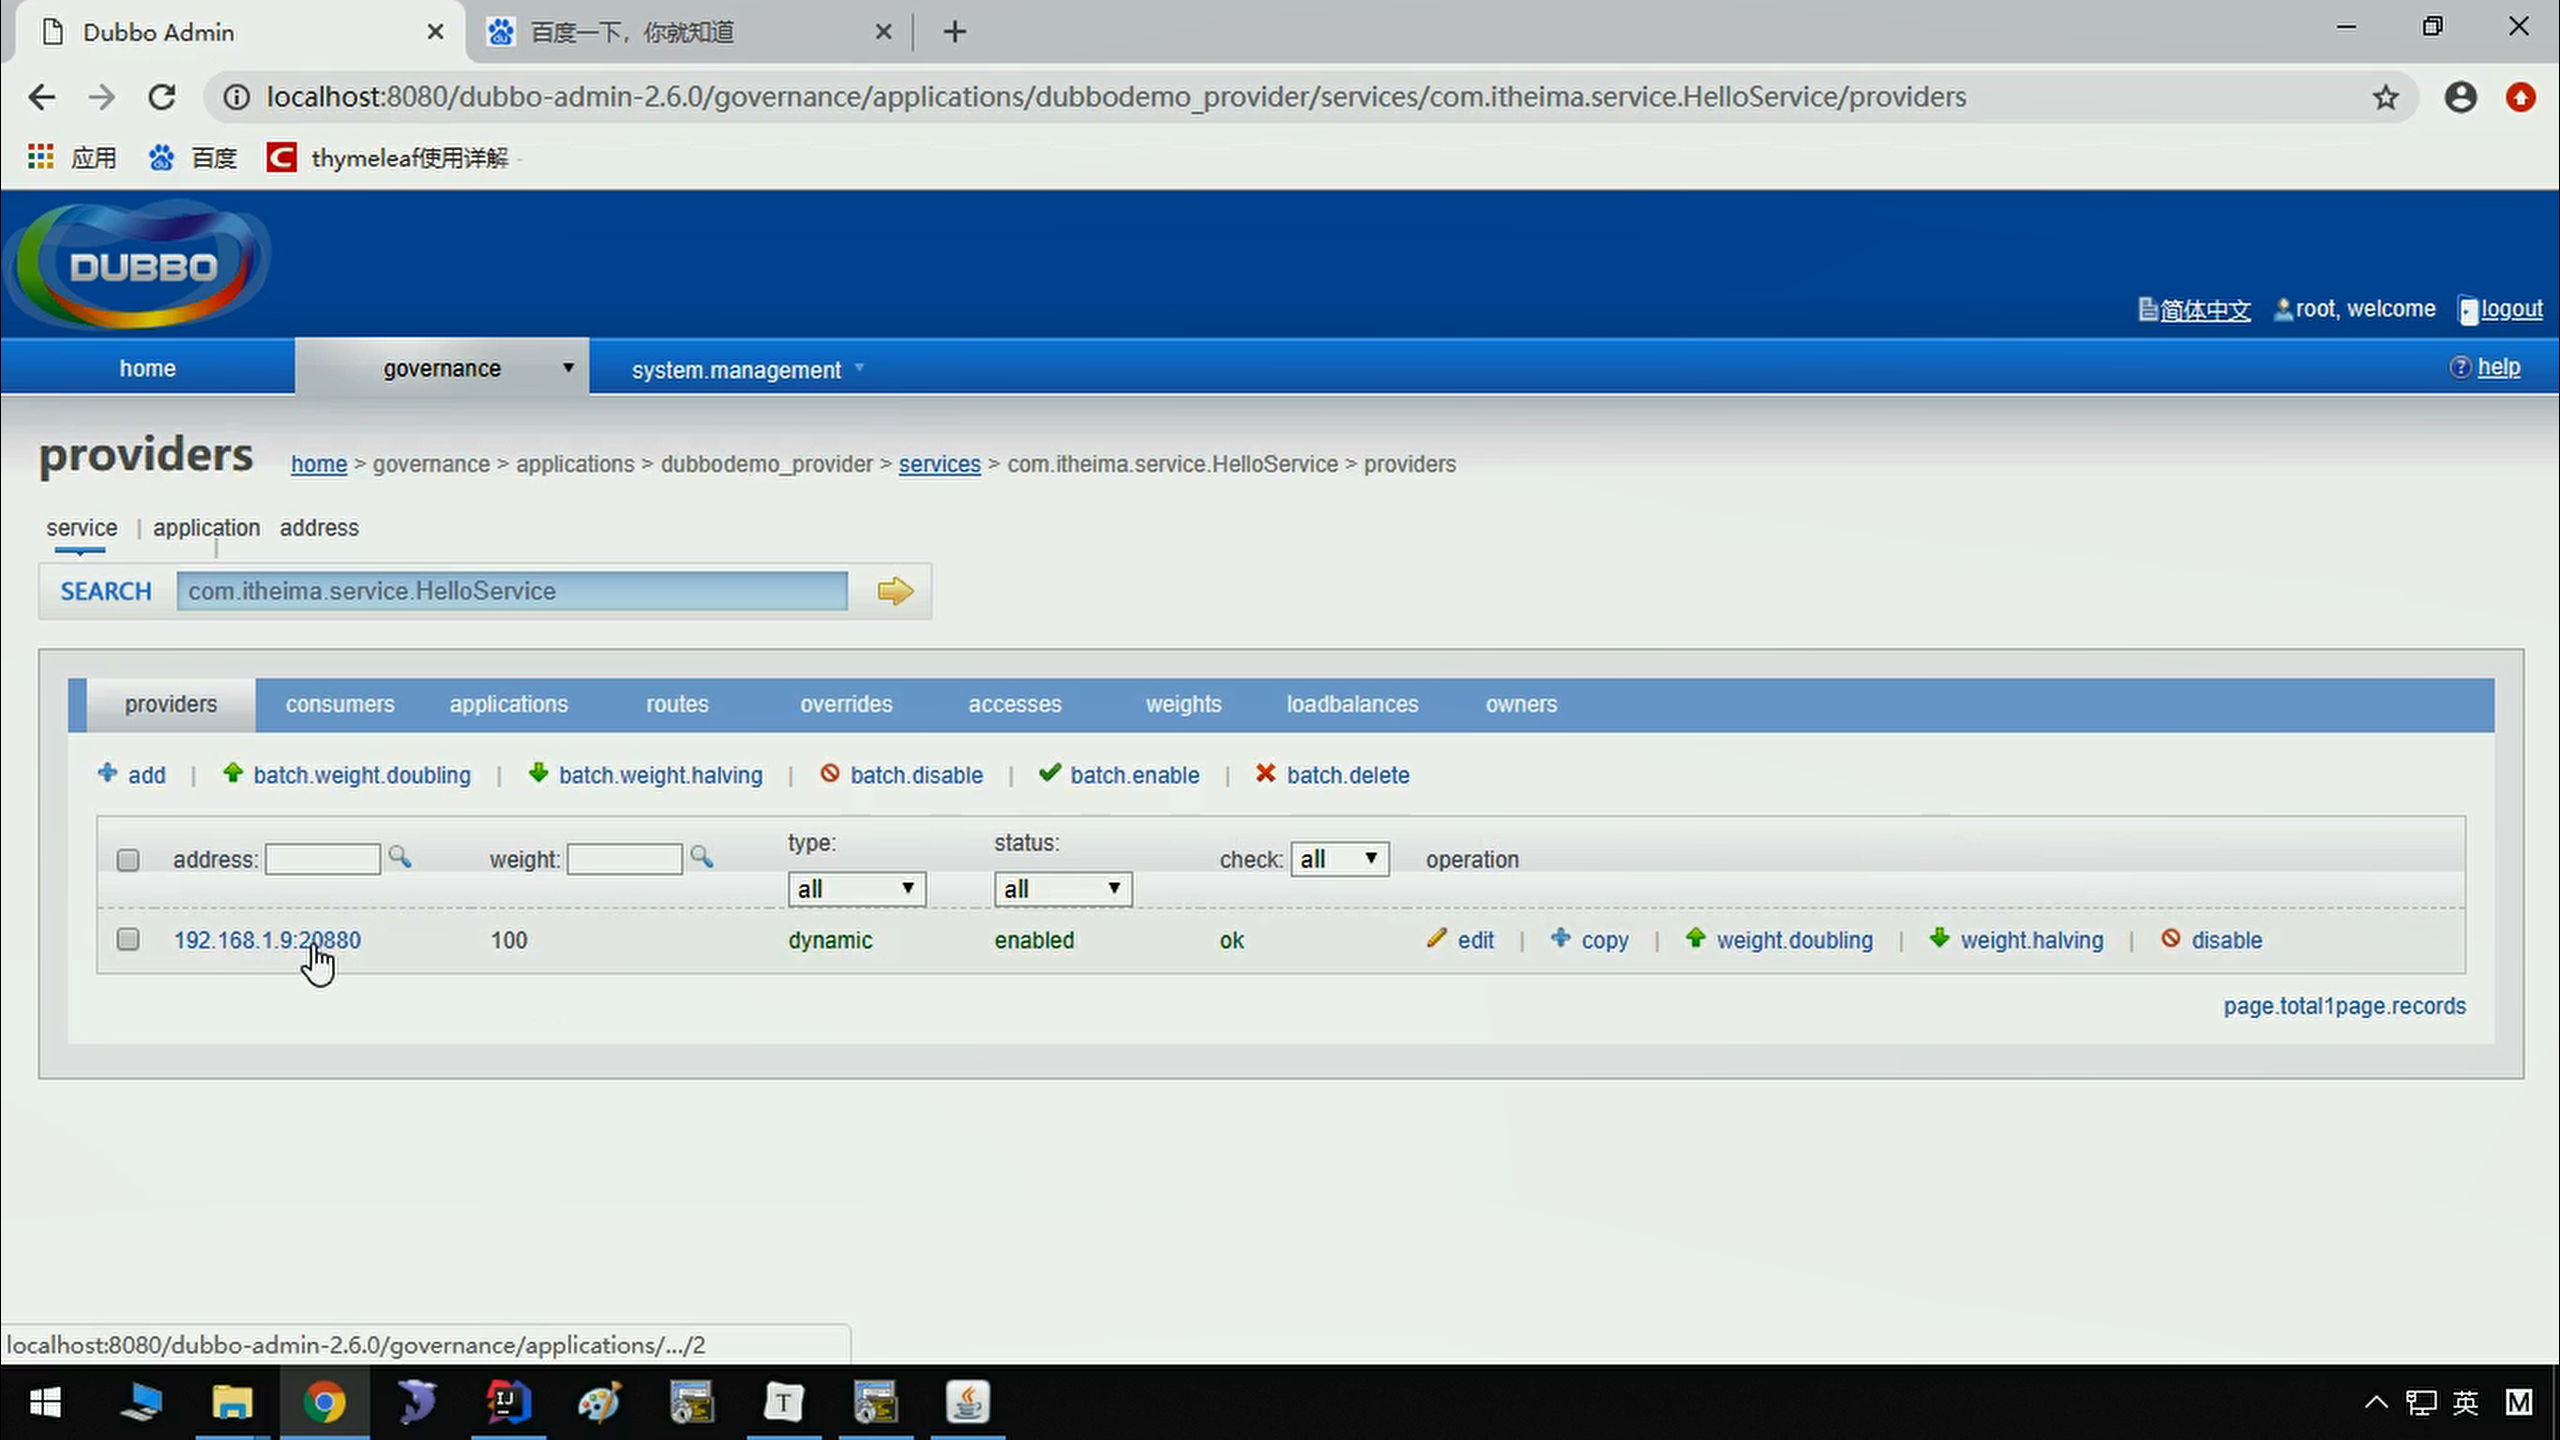 Dubbo Admin
百度一下，你就知道
localhost:8080/dubbo-admin-2.6.0/governance/applications/dubbodemo_provider/services/com.itheima.service.HelloService/providers
应用 百度 thymeleaf使用详解 -
DUBBO
简体中文 root, welcome logout
home governance system.management help
providers home > governance > applications > dubbodemo_provider > services > com.itheima.service.HelloService > providers
service | application | address
SEARCH com.itheima.service.HelloService
providers consumers applications routes overrides accesses weights loadbalances owners
add | batch.weight.doubling | batch.weight.halving | batch.disable | batch.enable | batch.delete
address: weight: type: all status: all check: all operation
192.168.1.9:20880 100 dynamic enabled ok edit | copy | weight.doubling | weight.halving | disable
page.total1page.records
localhost:8080/dubbo-admin-2.6.0/governance/applications/.../2
IJ T 英 M